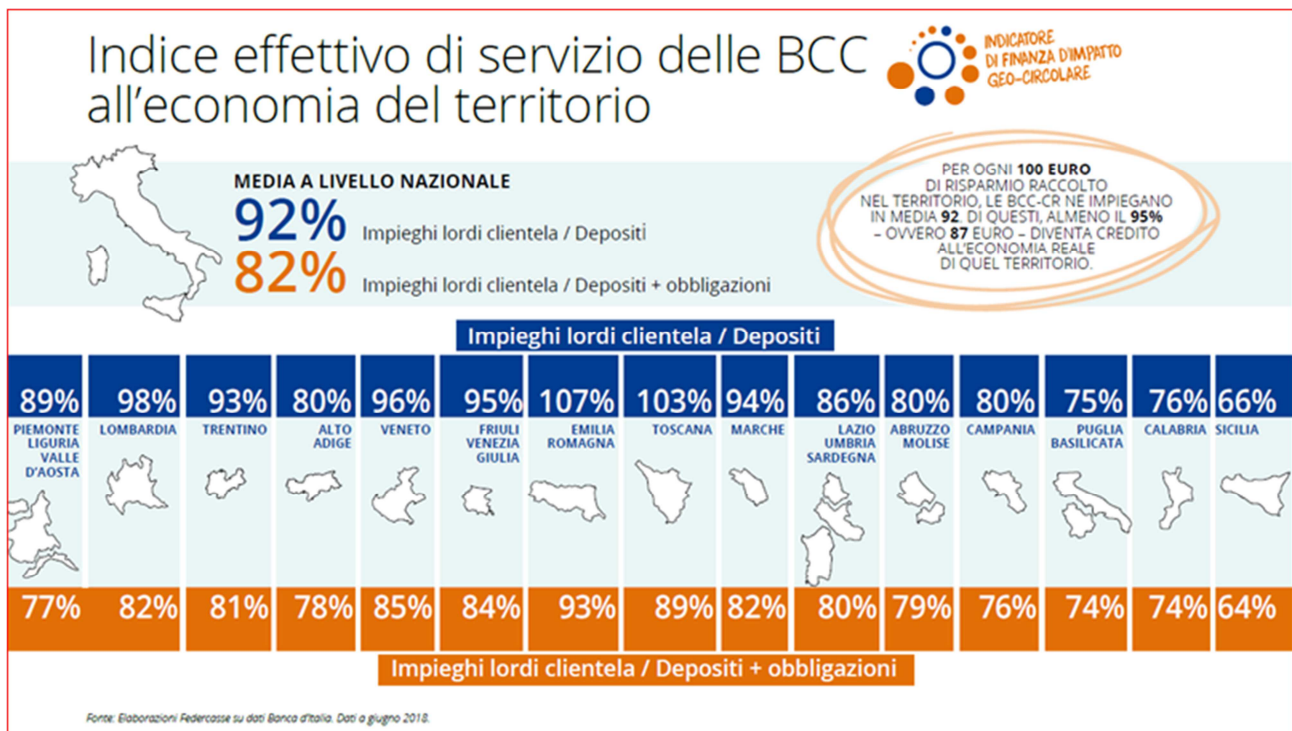 Indice effettivo di servizio delle BCC
all'economia del territorio
INDICATORE
DI FINANZA D'IMPATTO
GEO-CIRCOLARE
MEDIA A LIVELLO NAZIONALE
92% Impieghi lordi clientela / Depositi
82% Impieghi lordi clientela / Depositi + obbligazioni
PER OGNI 100 EURO
DI RISPARMIO RACCOLTO
NEL TERRITORIO, LE BCC-CR NE IMPIEGANO
IN MEDIA 92. DI QUESTI, ALMENO IL 95%
– OVVERO 87 EURO – DIVENTA CREDITO
ALL'ECONOMIA REALE
DI QUEL TERRITORIO.
Impieghi lordi clientela / Depositi
89% 98% 93% 80% 96% 95% 107% 103% 94% 86% 80% 80% 75% 76% 66%
PIEMONTE
LIGURIA
VALLE
D'AOSTA
LOMBARDIA
TRENTINO
ALTO
ADIGE
VENETO
FRIULI
VENEZIA
GIULIA
EMILIA
ROMAGNA
TOSCANA
MARCHE
LAZIO
UMBRIA
SARDEGNA
ABRUZZO
MOLISE
CAMPANIA
PUGLIA
BASILICATA
CALABRIA
SICILIA
77% 82% 81% 78% 85% 84% 93% 89% 82% 80% 79% 76% 74% 74% 64%
Impieghi lordi clientela / Depositi + obbligazioni
Fonte: Elaborazioni Federcasse su dati Banca d'Italia. Dati a giugno 2018.